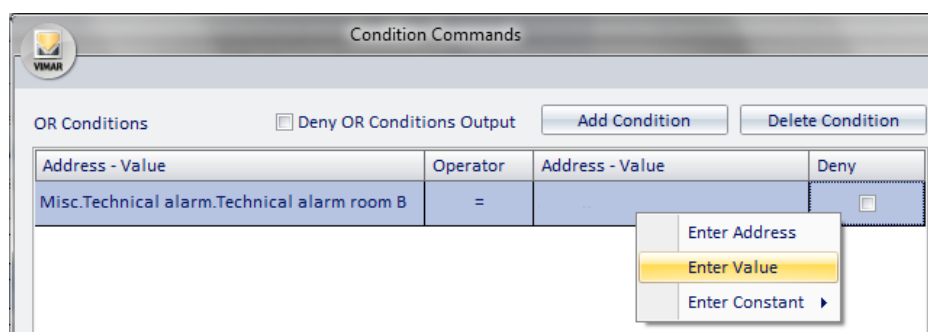 Condition Commands
VIMAR
OR Conditions Deny OR Conditions Output Add Condition Delete Condition
Address - Value Operator Address - Value Deny
Misc.Technical alarm.Technical alarm room B =
Enter Address
Enter Value
Enter Constant